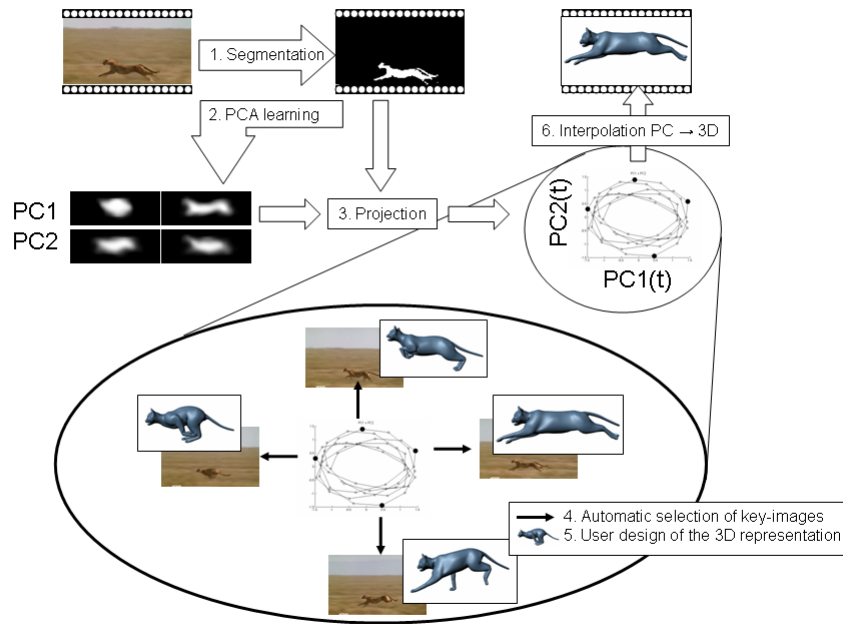 1. Segmentation
2. PCA learning
6. Interpolation PC → 3D
PC1
PC2
3. Projection
PC2(t)
PC1(t)
4. Automatic selection of key-images
5. User design of the 3D representation